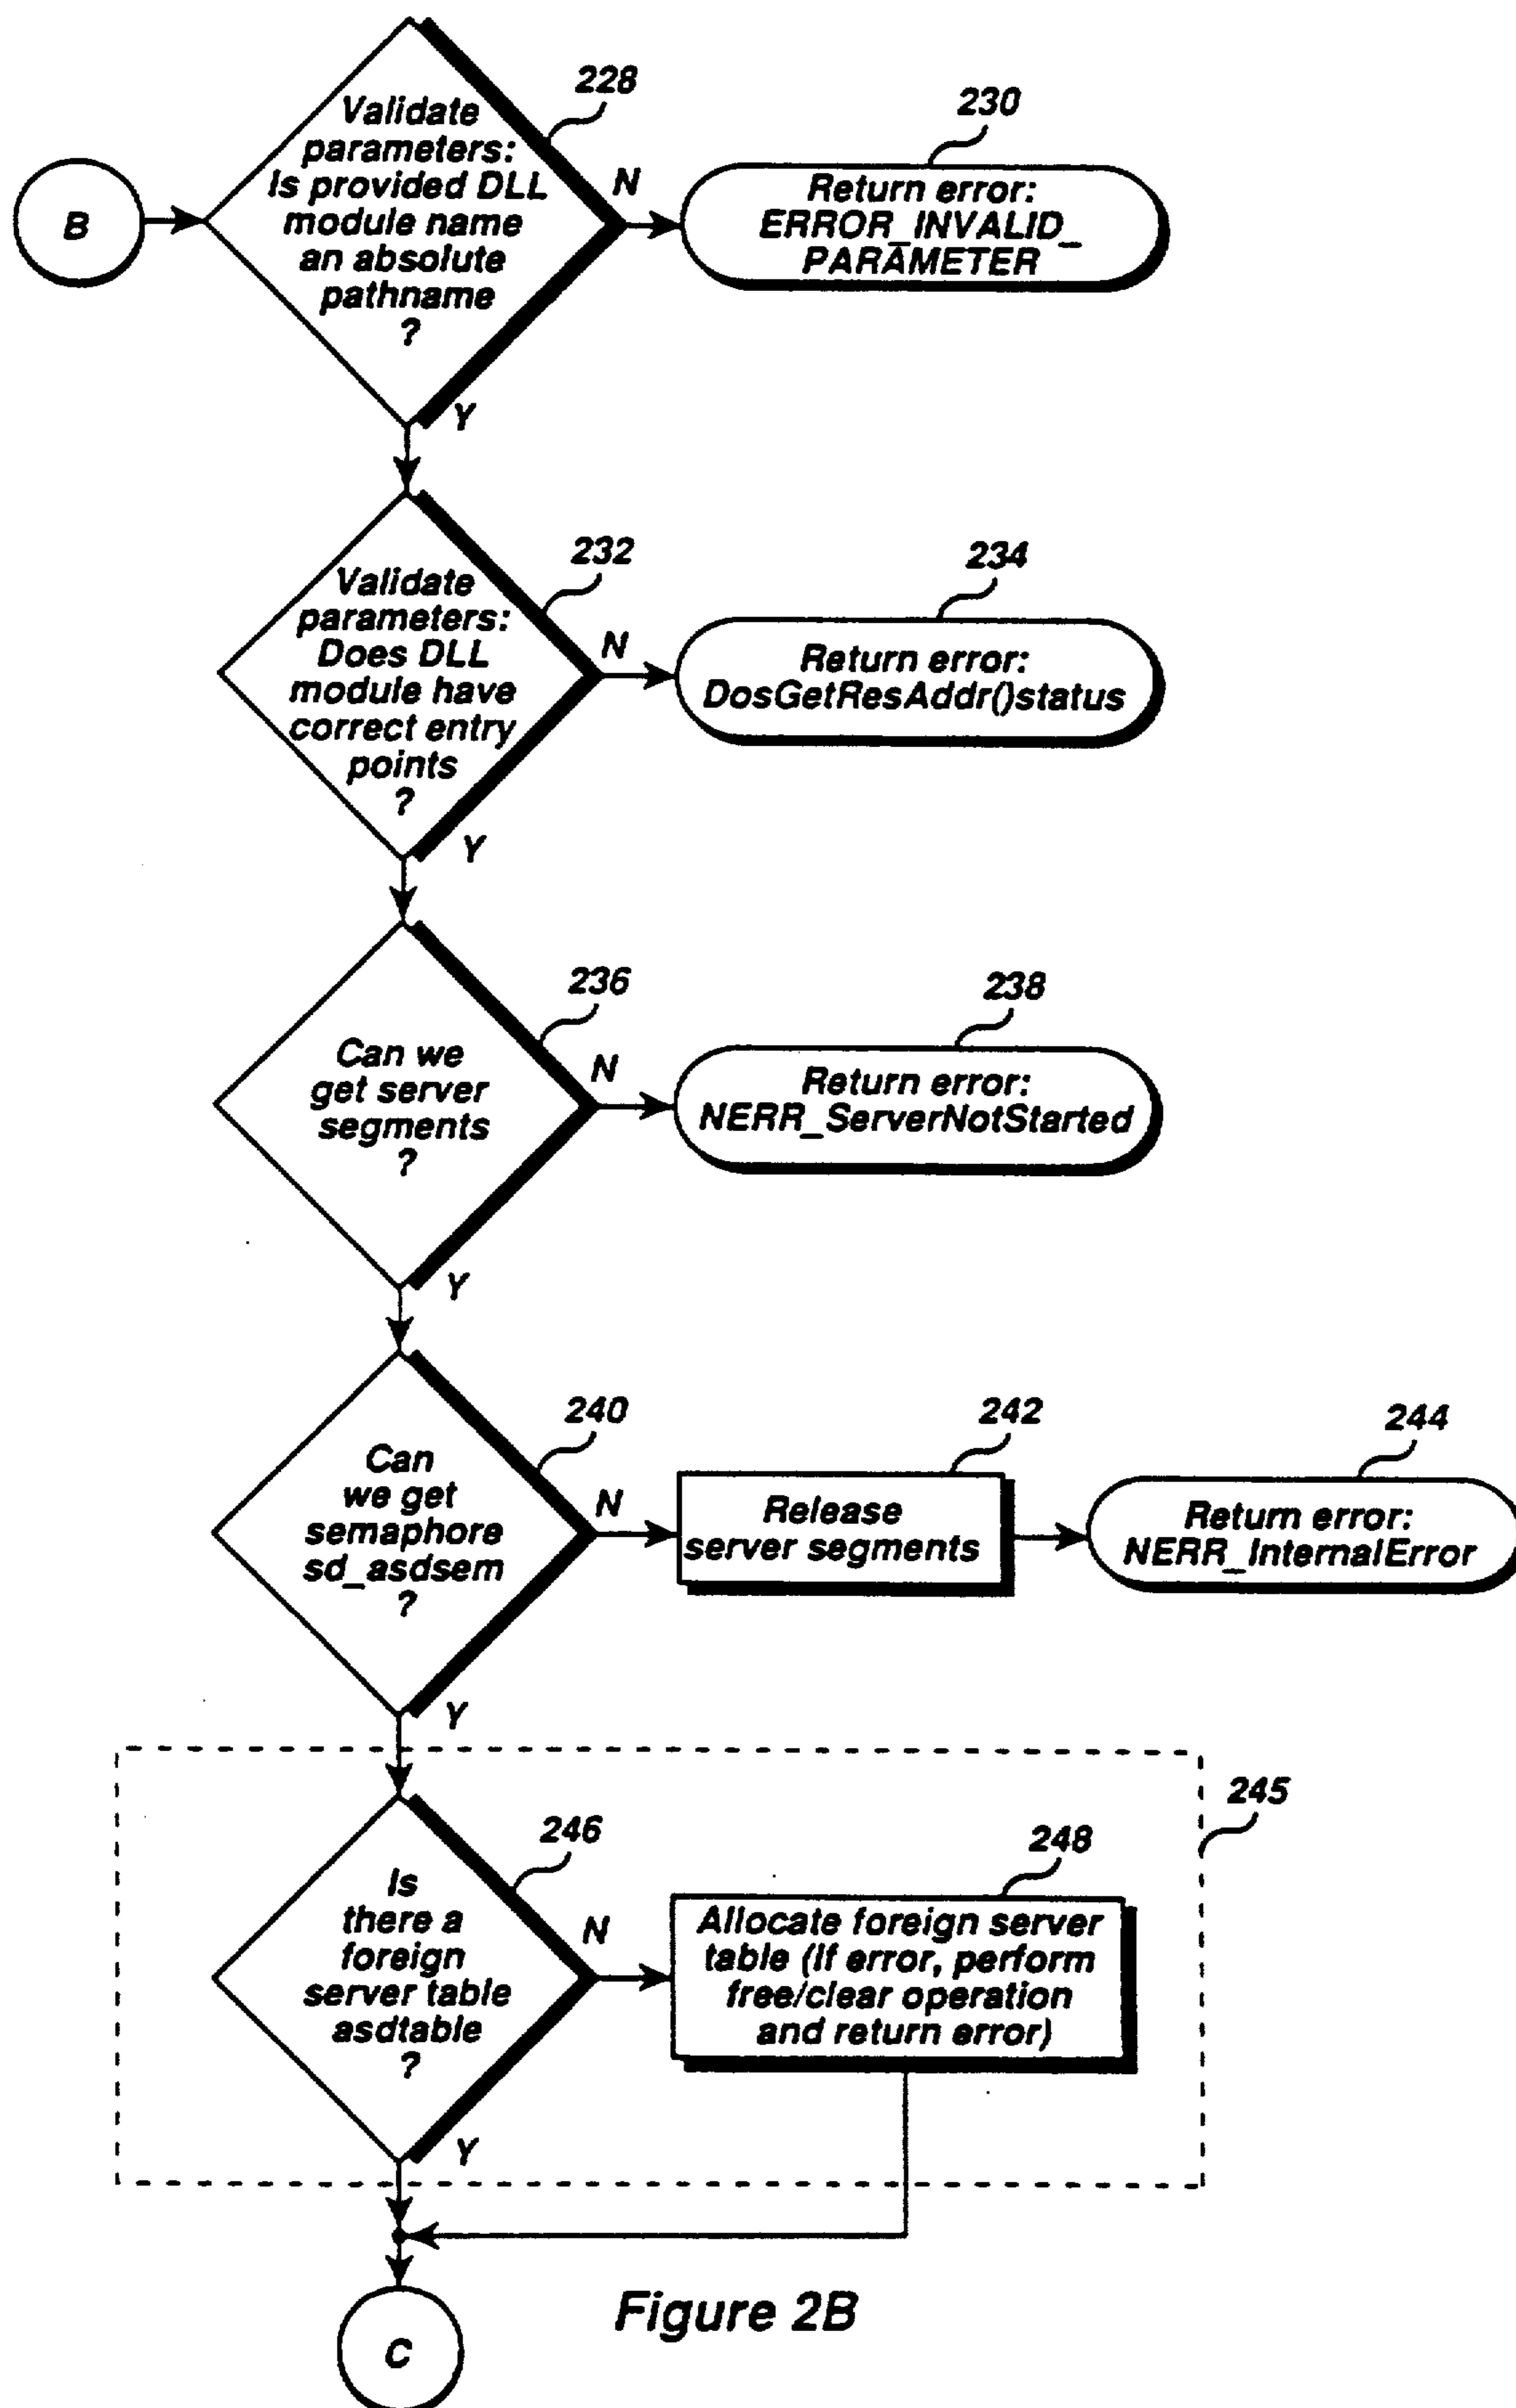 228
Validate
parameters:
Is provided DLL
module name
an absolute
pathname
?
B
N
Y
230
Return error:
ERROR_INVALID_
PARAMETER
232
Validate
parameters:
Does DLL
module have
correct entry
points
?
N
Y
234
Return error:
DosGetResAddr()status
236
Can we
get server
segments
?
N
Y
238
Return error:
NERR_ServerNotStarted
240
Can
we get
semaphore
sd_asdsem
?
N
Y
242
Release
server segments
244
Return error:
NERR_InternalError
245
246
Is
there a
foreign
server table
asdtable
?
N
Y
248
Allocate foreign server
table (If error, perform
free/clear operation
and return error)
C
Figure 2B